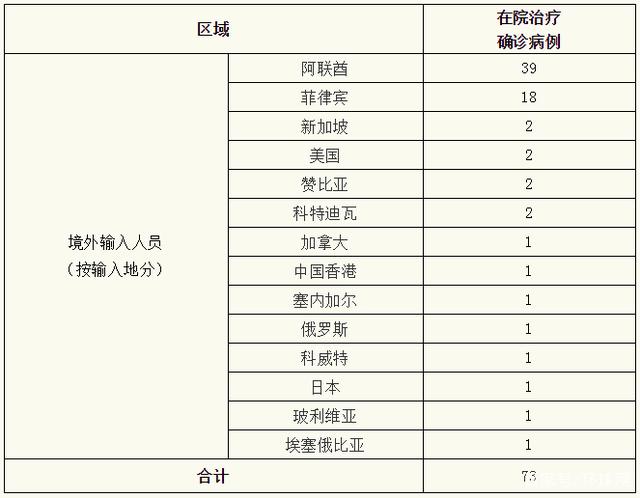 区域
在院治疗
确诊病例
境外输入人员
（按输入地分）
阿联酋 39
菲律宾 18
新加坡 2
美国 2
赞比亚 2
科特迪瓦 2
加拿大 1
中国香港 1
塞内加尔 1
俄罗斯 1
科威特 1
日本 1
玻利维亚 1
埃塞俄比亚 1
合计 73